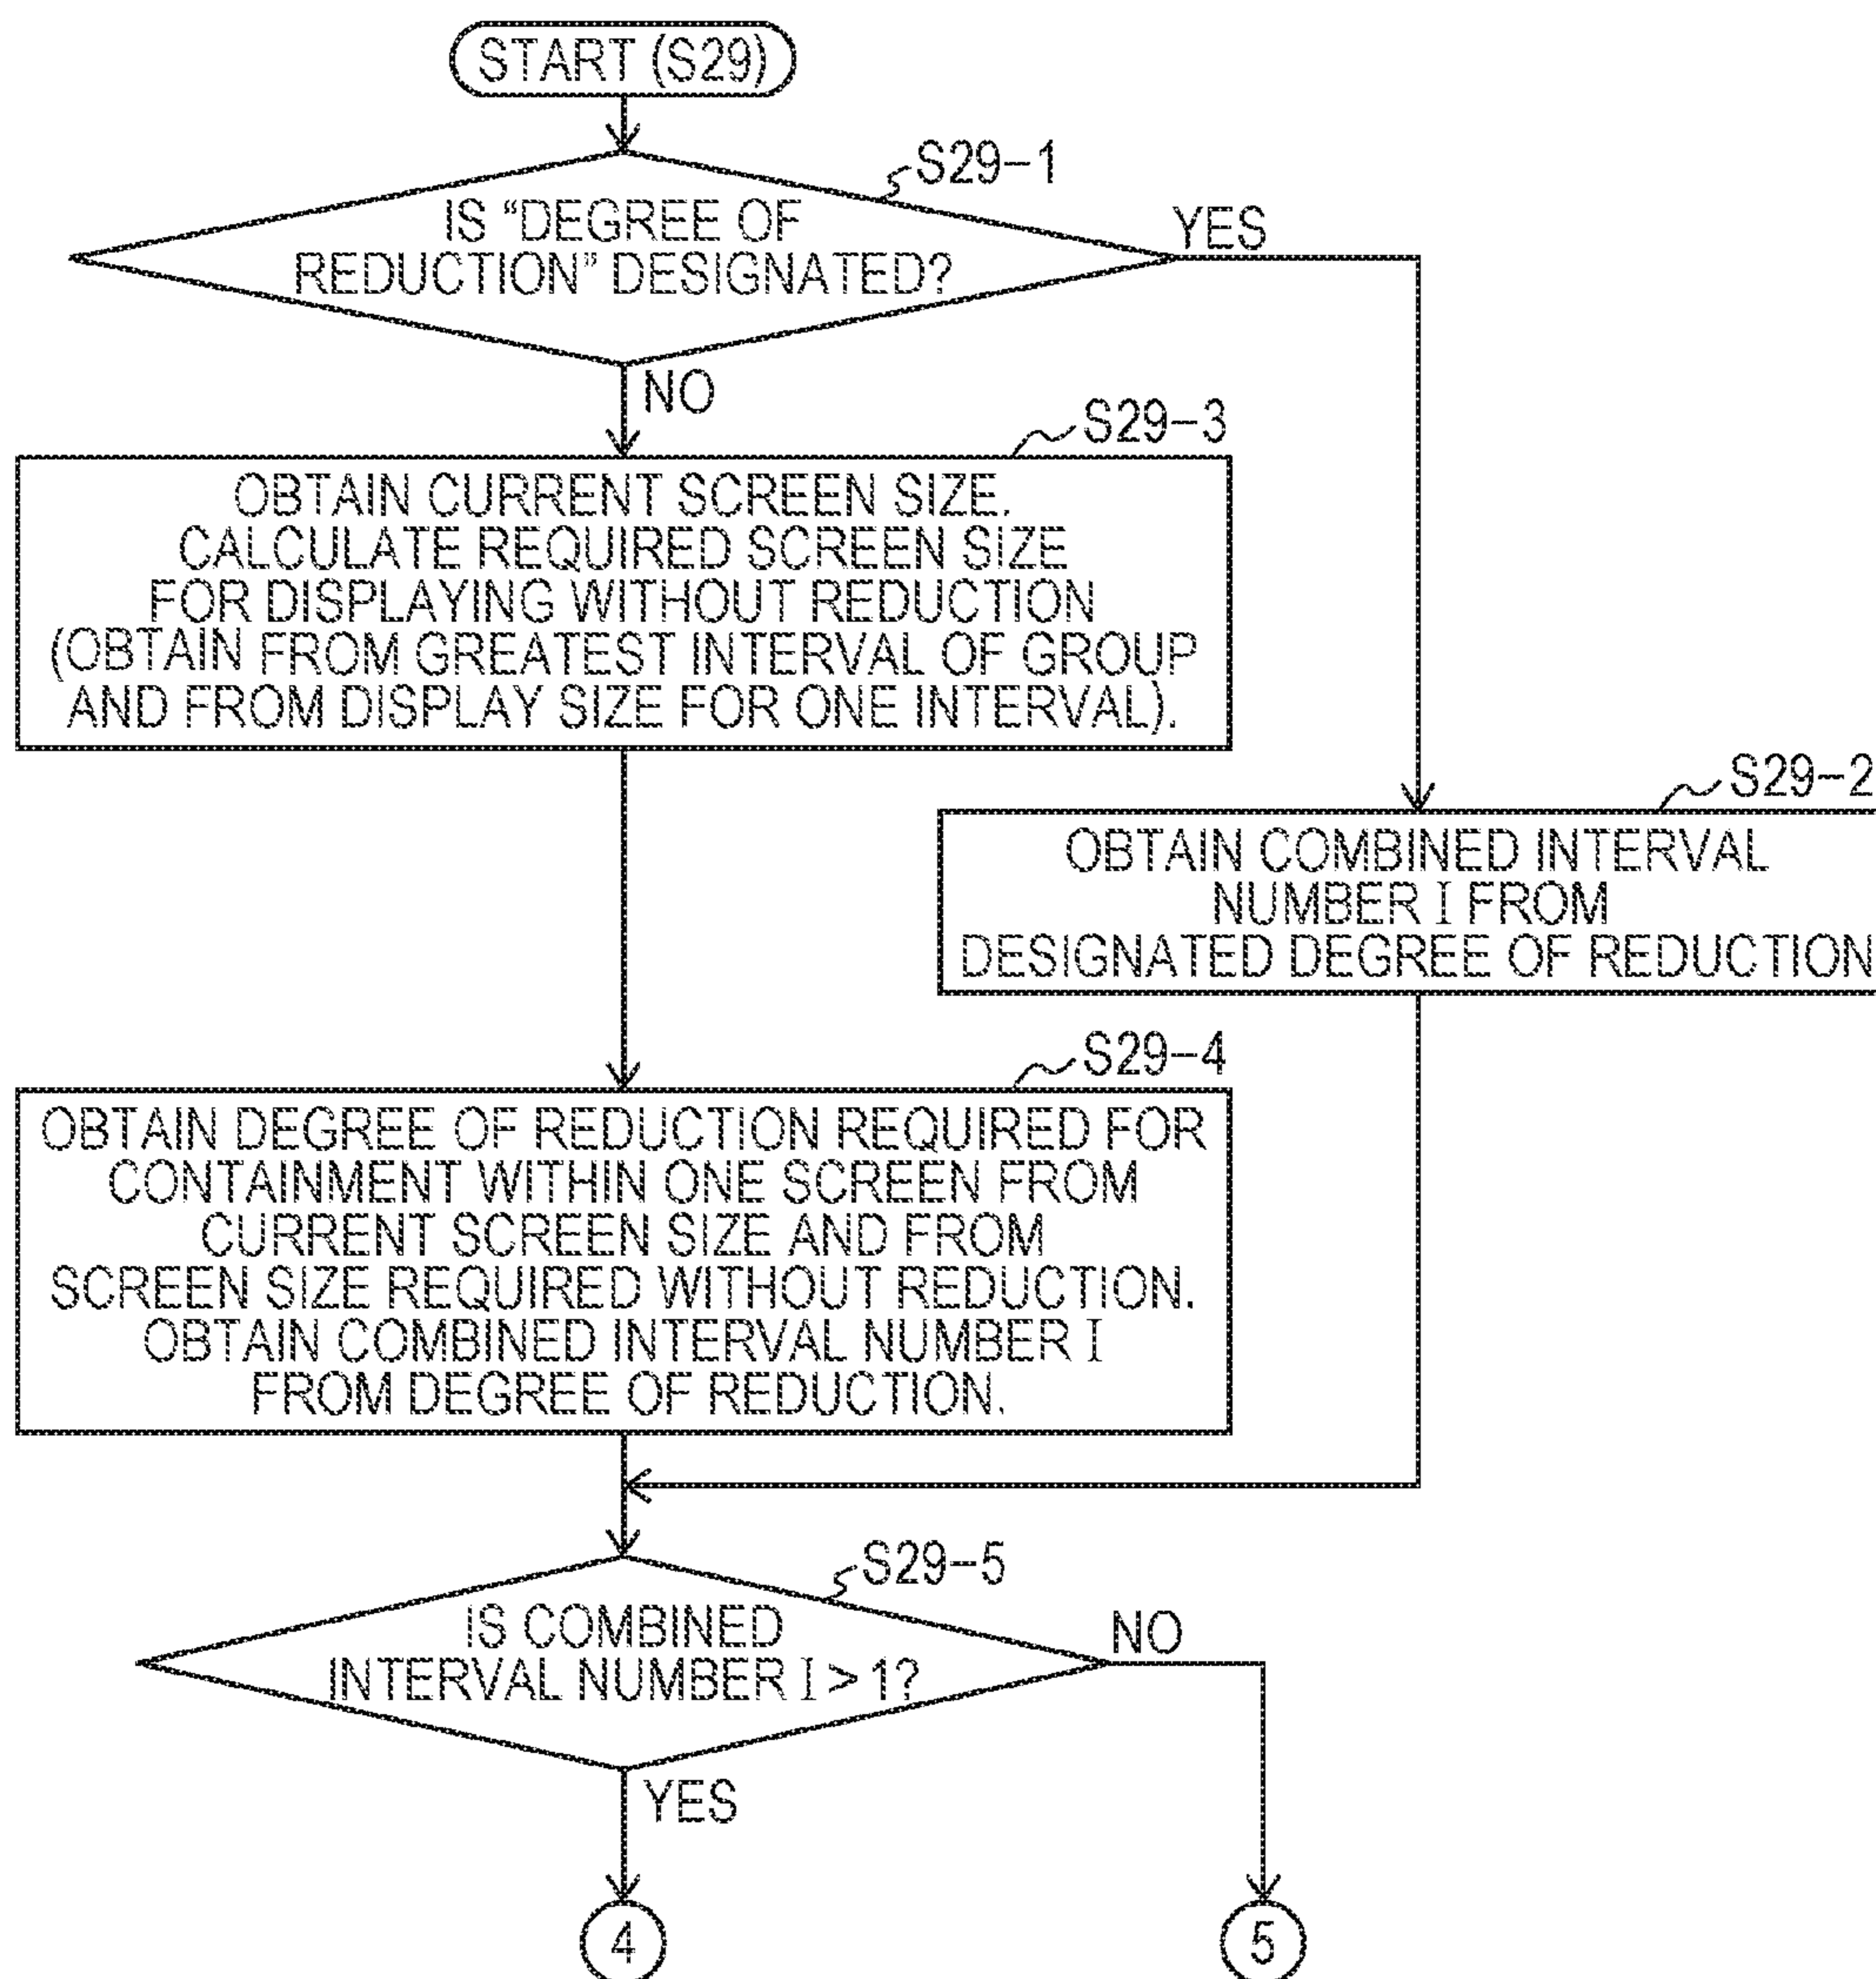 START (S29)
S29-1
IS “DEGREE OF
REDUCTION” DESIGNATED?
YES
NO
S29-3
OBTAIN CURRENT SCREEN SIZE.
CALCULATE REQUIRED SCREEN SIZE
FOR DISPLAYING WITHOUT REDUCTION
(OBTAIN FROM GREATEST INTERVAL OF GROUP
AND FROM DISPLAY SIZE FOR ONE INTERVAL).
S29-2
OBTAIN COMBINED INTERVAL
NUMBER I FROM
DESIGNATED DEGREE OF REDUCTION
S29-4
OBTAIN DEGREE OF REDUCTION REQUIRED FOR
CONTAINMENT WITHIN ONE SCREEN FROM
CURRENT SCREEN SIZE AND FROM
SCREEN SIZE REQUIRED WITHOUT REDUCTION.
OBTAIN COMBINED INTERVAL NUMBER I
FROM DEGREE OF REDUCTION.
S29-5
IS COMBINED
INTERVAL NUMBER I > 1?
NO
YES
4
5